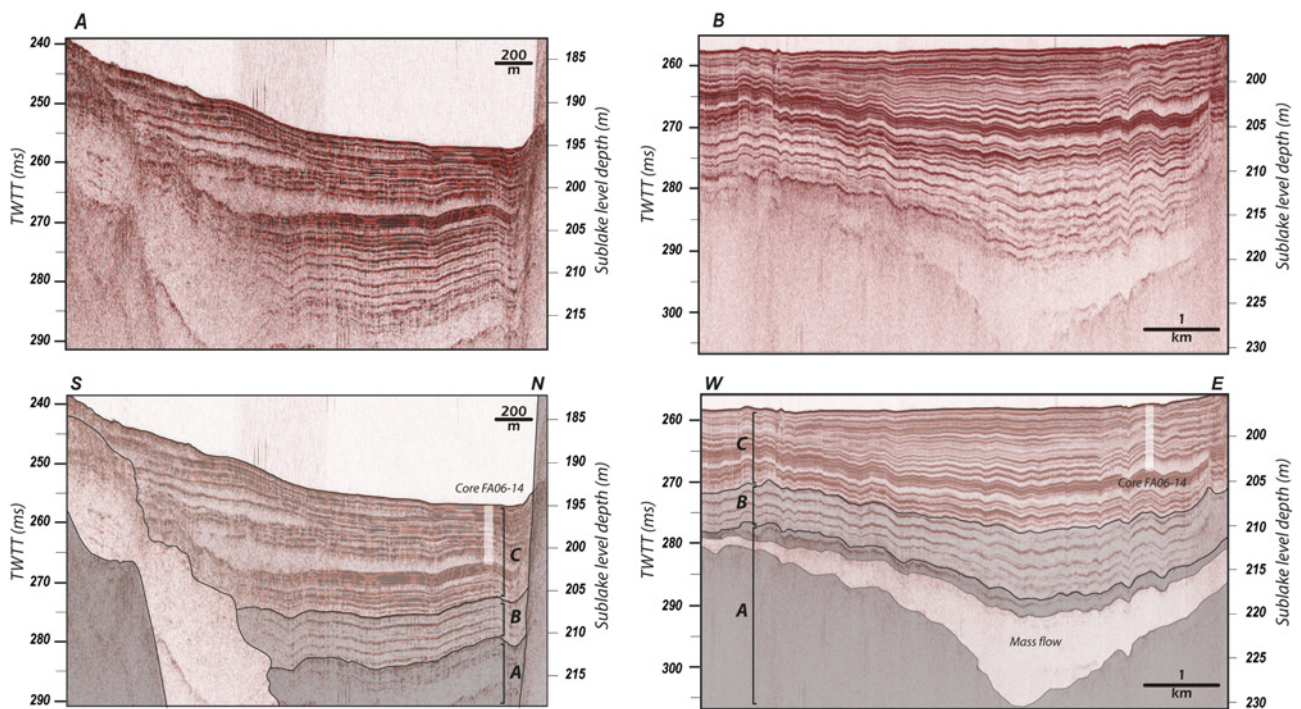 A
240
250
260
270
280
290
TWTT (ms)
200
m
185
190
195
200
205
210
215
Sublake level depth (m)
B
260
270
280
290
300
TWTT (ms)
1
km
200
205
210
215
220
225
230
Sublake level depth (m)
S
N
240
250
260
270
280
290
TWTT (ms)
200
m
Core FA06-14
C
B
A
185
190
195
200
205
210
215
Sublake level depth (m)
W
E
260
270
280
290
300
TWTT (ms)
C
B
A
Core FA06-14
Mass flow
1
km
200
205
210
215
220
225
230
Sublake level depth (m)